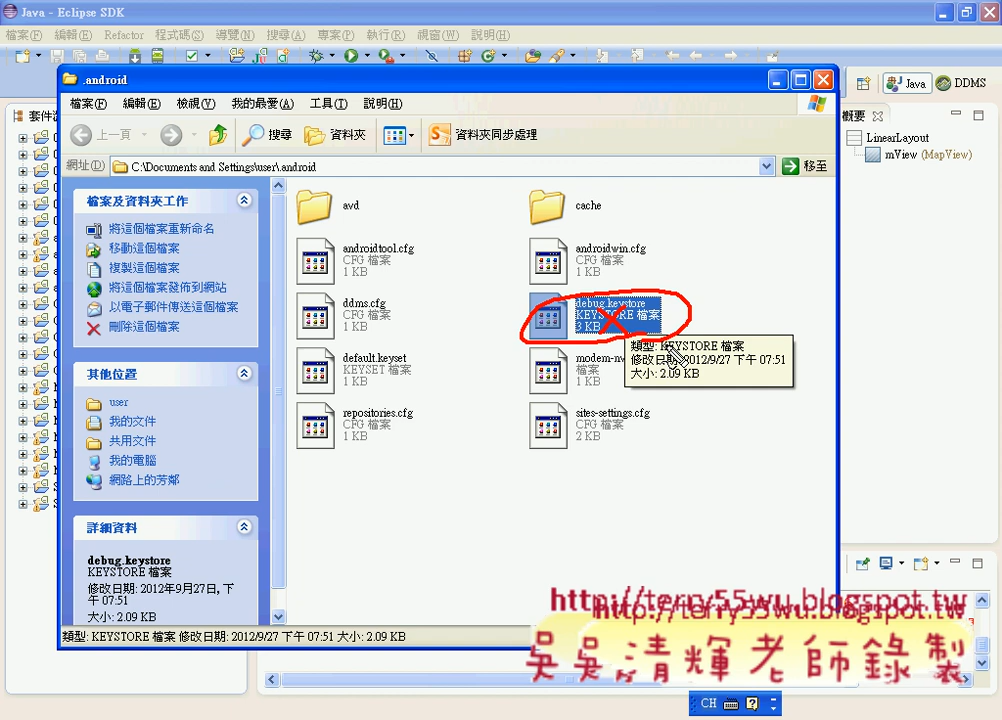 Java - Eclipse SDK
檔案(F) 編輯(E) Refactor 程式碼(S) 導覽(N) 搜尋(A) 專案(P) 執行(R) 視窗(W) 說明(H)
.android
檔案(F) 編輯(E) 檢視(V) 我的最愛(A) 工具(T) 說明(H)
上一頁 搜尋 資料夾 資料夾同步處理
網址(D) C:\Documents and Settings\user\.android 移至
Java DDMS
概要
LinearLayout
mView (MapView)
檔案及資料夾工作
將這個檔案重新命名
移動這個檔案
複製這個檔案
將這個檔案發佈到網站
以電子郵件傳送這個檔案
刪除這個檔案
其他位置
user
我的文件
共用文件
我的電腦
網路上的芳鄰
詳細資料
debug.keystore
KEYSTORE 檔案
修改日期: 2012年9月27日, 下
午 07:51
大小: 2.09 KB
avd
cache
androidtool.cfg
CFG 檔案
1 KB
androidwin.cfg
CFG 檔案
1 KB
ddms.cfg
CFG 檔案
1 KB
debug.keystore
KEYSTORE 檔案
3 KB
default.keyset
KEYSET 檔案
1 KB
1 KB
repositories.cfg
CFG 檔案
1 KB
sites-settings.cfg
CFG 檔案
2 KB
類型: KEYSTORE 檔案
修改日期: 2012/9/27 下午 07:51
大小: 2.09 KB
類型: KEYSTORE 檔案 修改日期: 2012/9/27 下午 07:51 大小: 2.09 KB
http://terry55wu.blogspot.tw
http://terry55wu.blogspot.tw
吳吳清輝老師錄製
CH